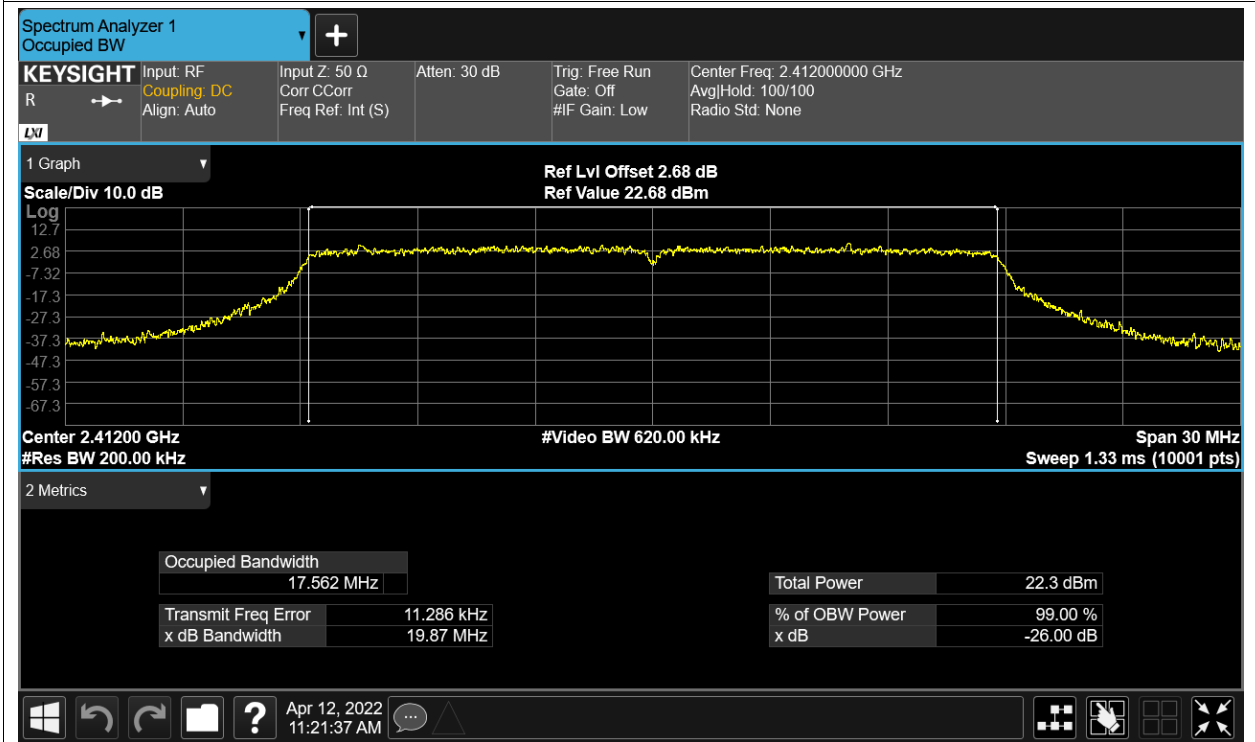 Spectrum Analyzer 1
Occupied BW
KEYSIGHT
R
LXI
Input: RF
Coupling: DC
Align: Auto
Input Z: 50 Ω
Corr CCorr
Freq Ref: Int (S)
Atten: 30 dB
Trig: Free Run
Gate: Off
#IF Gain: Low
Center Freq: 2.412000000 GHz
Avg|Hold: 100/100
Radio Std: None
1 Graph
Scale/Div 10.0 dB
Ref Lvl Offset 2.68 dB
Ref Value 22.68 dBm
Log
12.7
2.68
-7.32
-17.3
-27.3
-37.3
-47.3
-57.3
-67.3
Center 2.41200 GHz
#Res BW 200.00 kHz
#Video BW 620.00 kHz
Span 30 MHz
Sweep 1.33 ms (10001 pts)
2 Metrics
Occupied Bandwidth
17.562 MHz
Transmit Freq Error 11.286 kHz
x dB Bandwidth 19.87 MHz
Total Power 22.3 dBm
% of OBW Power 99.00 %
x dB -26.00 dB
?
Apr 12, 2022
11:21:37 AM